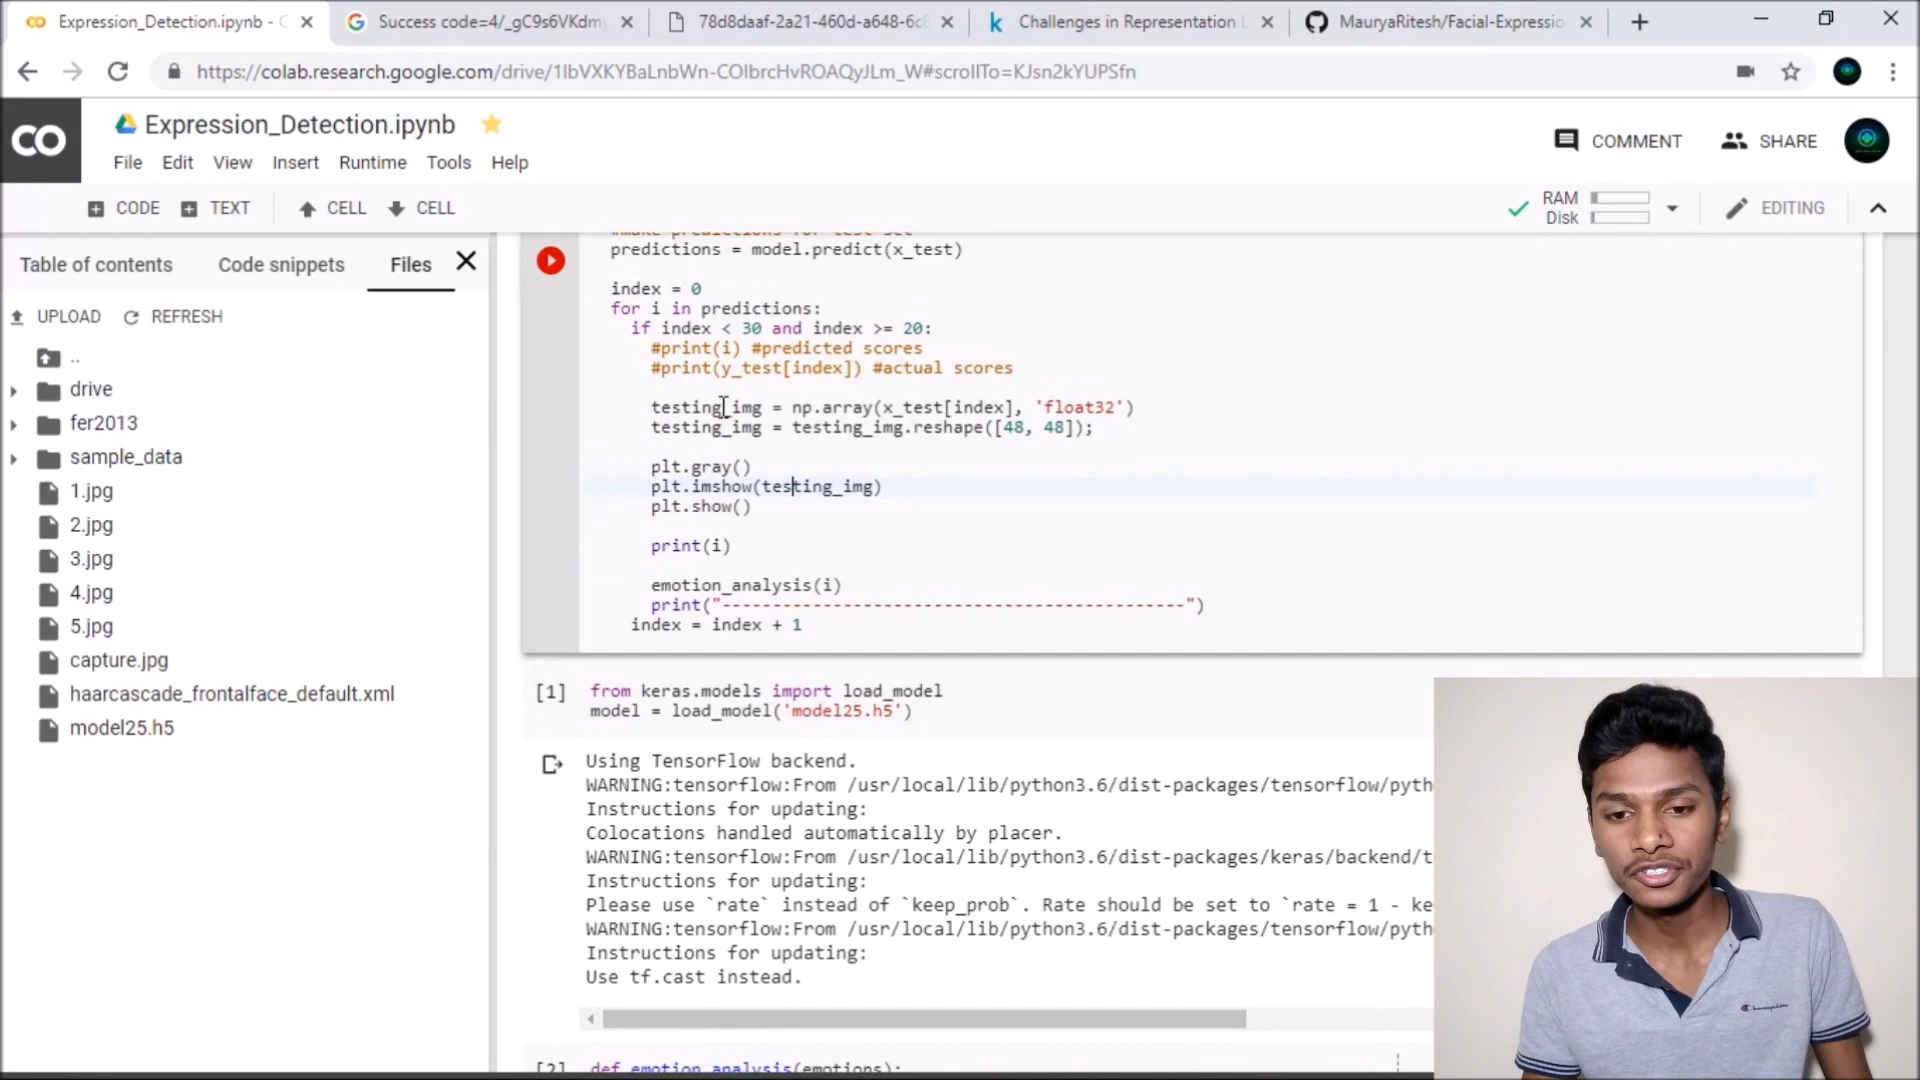 Expression_Detection.ipynb - C
Success code=4/_gC9s6VKdm
78d8daaf-2a21-460d-a648-6c
Challenges in Representation L
MauryaRitesh/Facial-Expressio
https://colab.research.google.com/drive/1IbVXKYBaLnbWn-COIbrcHvROAQyJLm_W#scrollTo=KJsn2kYUPSfn
CO
Expression_Detection.ipynb
COMMENT
SHARE
File Edit View Insert Runtime Tools Help
CODE TEXT CELL CELL
RAM
Disk
EDITING
Table of contents Code snippets Files
UPLOAD REFRESH
..
drive
fer2013
sample_data
1.jpg
2.jpg
3.jpg
4.jpg
5.jpg
capture.jpg
haarcascade_frontalface_default.xml
model25.h5
#make predictions for test set
predictions = model.predict(x_test)
index = 0
for i in predictions:
if index < 30 and index >= 20:
#print(i) #predicted scores
#print(y_test[index]) #actual scores
testing_img = np.array(x_test[index], 'float32')
testing_img = testing_img.reshape([48, 48]);
plt.gray()
plt.imshow(testing_img)
plt.show()
print(i)
emotion_analysis(i)
print("----------------------------------------------")
index = index + 1
[1] from keras.models import load_model
model = load_model('model25.h5')
Using TensorFlow backend.
WARNING:tensorflow:From /usr/local/lib/python3.6/dist-packages/tensorflow/pyth
Instructions for updating:
Colocations handled automatically by placer.
WARNING:tensorflow:From /usr/local/lib/python3.6/dist-packages/keras/backend/t
Instructions for updating:
Please use `rate` instead of `keep_prob`. Rate should be set to `rate = 1 - ke
WARNING:tensorflow:From /usr/local/lib/python3.6/dist-packages/tensorflow/pyth
Instructions for updating:
Use tf.cast instead.
[2] def emotion_analysis(emotions):